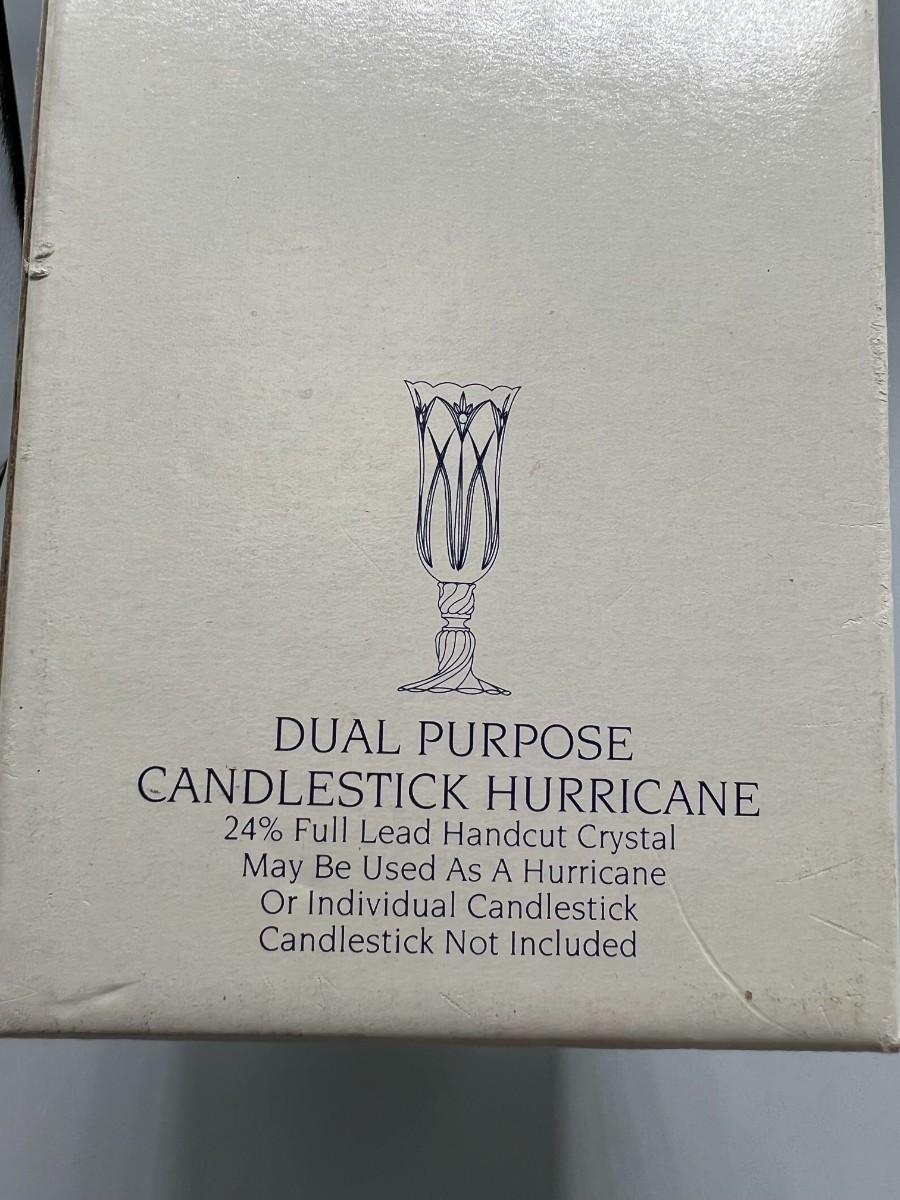 DUAL PURPOSE
CANDLESTICK HURRICANE
24% Full Lead Handcut Crystal
May Be Used As A Hurricane
Or Individual Candlestick
Candlestick Not Included